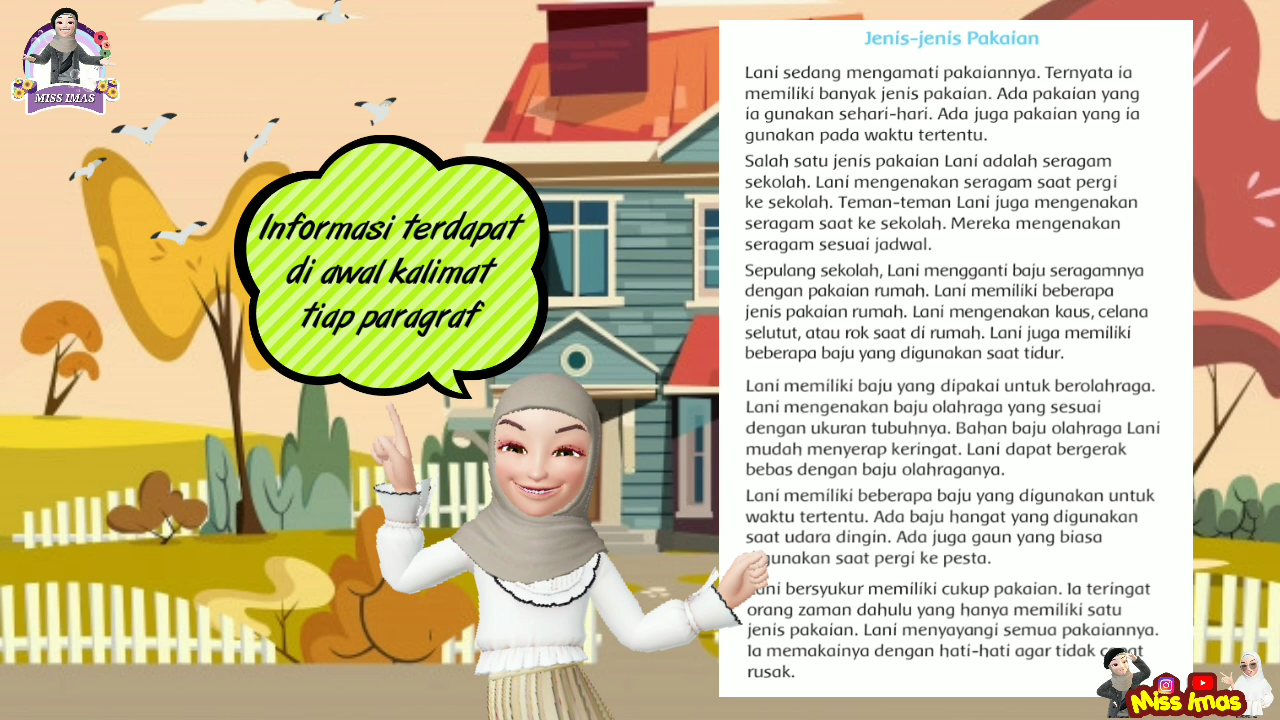 MISS IMAS
Informasi terdapat
di awal kalimat
tiap paragraf
Jenis-jenis Pakaian
Lani sedang mengamati pakaiannya. Ternyata ia
memiliki banyak jenis pakaian. Ada pakaian yang
ia gunakan sehari-hari. Ada juga pakaian yang ia
gunakan pada waktu tertentu.
Salah satu jenis pakaian Lani adalah seragam
sekolah. Lani mengenakan seragam saat pergi
ke sekolah. Teman-teman Lani juga mengenakan
seragam saat ke sekolah. Mereka mengenakan
seragam sesuai jadwal.
Sepulang sekolah, Lani mengganti baju seragamnya
dengan pakaian rumah. Lani memiliki beberapa
jenis pakaian rumah. Lani mengenakan kaus, celana
selutut, atau rok saat di rumah. Lani juga memiliki
beberapa baju yang digunakan saat tidur.
Lani memiliki baju yang dipakai untuk berolahraga.
Lani mengenakan baju olahraga yang sesuai
dengan ukuran tubuhnya. Bahan baju olahraga Lani
mudah menyerap keringat. Lani dapat bergerak
bebas dengan baju olahraganya.
Lani memiliki beberapa baju yang digunakan untuk
waktu tertentu. Ada baju hangat yang digunakan
saat udara dingin. Ada juga gaun yang biasa
gunakan saat pergi ke pesta.
bersyukur memiliki cukup pakaian. Ia teringat
orang zaman dahulu yang hanya memiliki satu
jenis pakaian. Lani menyayangi semua pakaiannya.
Ia memakainya dengan hati-hati agar tidak
rusak.
Miss Imas